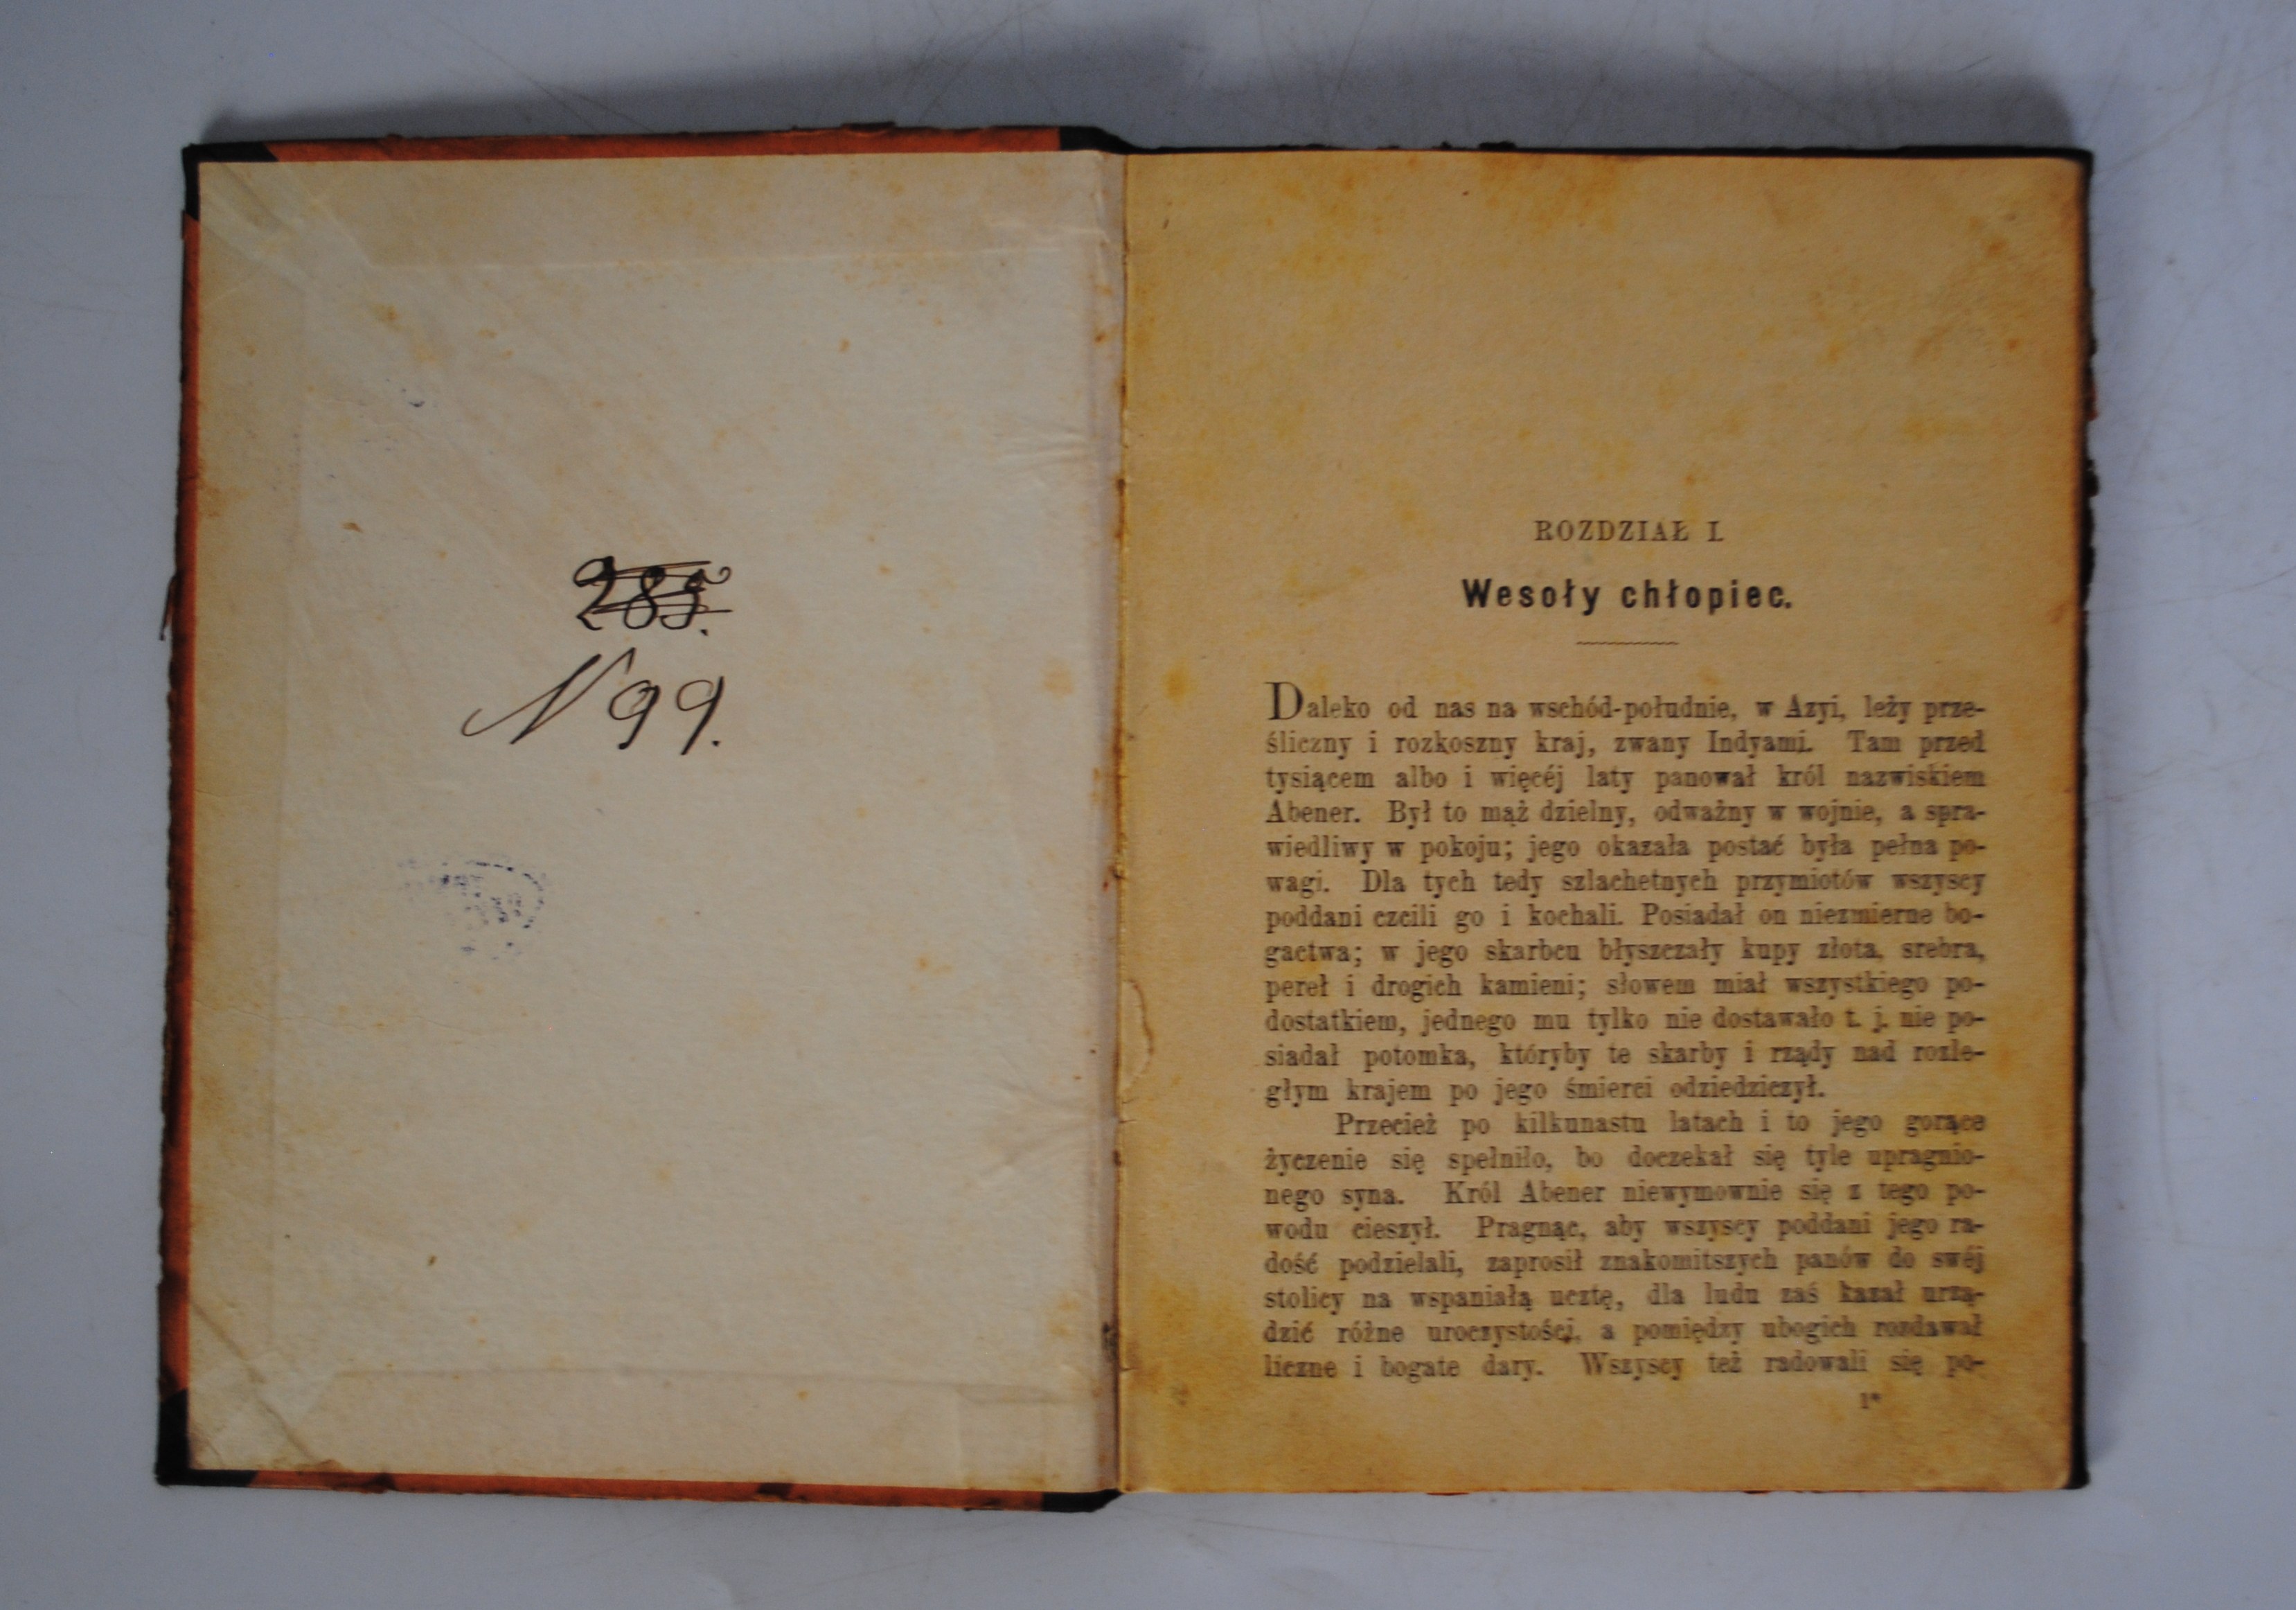 285.
N 99.
ROZDZIAŁ I.
Wesoły chłopiec.
Daleko od nas na wschód-południe, w Azyi, leży prze-
śliczny i rozkoszny kraj, zwany Indyami. Tam przed
tysiącem albo i więcéj laty panował król nazwiskiem
Abener. Był to mąż dzielny, odważny w wojnie, a spra-
wiedliwy w pokoju; jego okazała postać była pełna po-
wagi. Dla tych tedy szlachetnych przymiotów wszyscy
poddani czcili go i kochali. Posiadał on niezmierne bo-
gactwa; w jego skarbcu błyszczały kupy złota, srebra,
pereł i drogich kamieni; słowem miał wszystkiego po-
dostatkiem, jednego mu tylko nie dostawało t. j. nie po-
siadał potomka, któryby te skarby i rządy nad rozle-
głym krajem po jego śmierci odziedziczył.
Przecież po kilkunastu latach i to jego gorące
życzenie się spełniło, bo doczekał się tyle upragnio-
nego syna. Król Abener niewymownie się z tego po-
wodu cieszył. Pragnąc, aby wszyscy poddani jego ra-
dość podzielali, zaprosił znakomitszych panów do swéj
stolicy na wspaniałą ucztę, dla ludu zaś kazał urzą-
dzić różne uroczystości, a pomiędzy ubogich rozdawał
liczne i bogate dary. Wszyscy też radowali się po-
1*